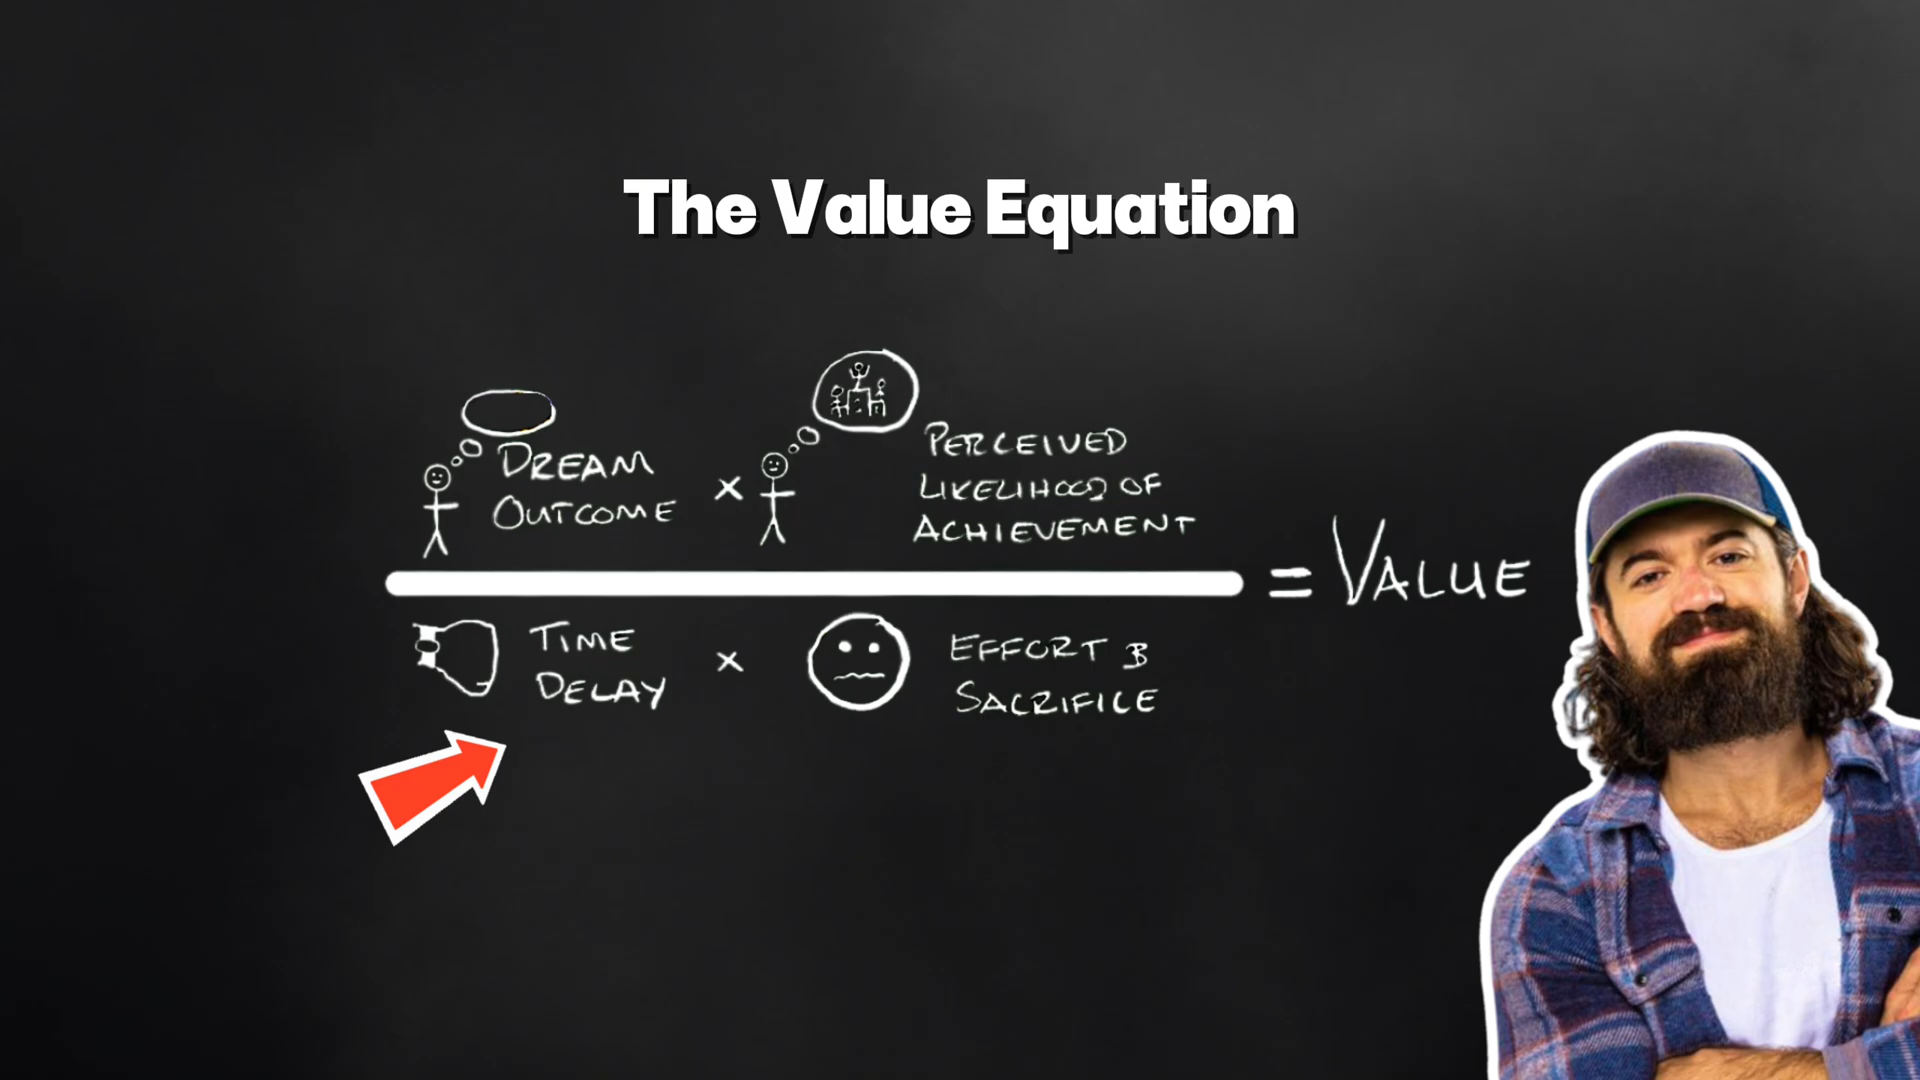 The Value Equation
DREAM
OUTCOME
×
PERCEIVED
LIKELIHOOD OF
ACHIEVEMENT
= VALUE
TIME
DELAY
×
EFFORT &
SACRIFICE